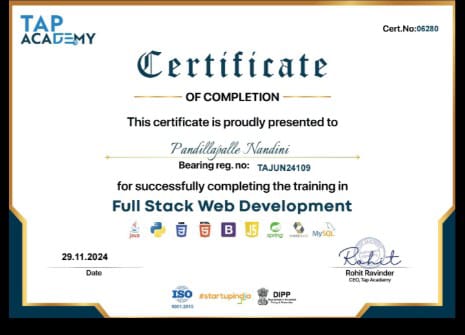 TAP
ACADEMY
Cert.No:06280
Certificate
OF COMPLETION
This certificate is proudly presented to
Pandillapalle Nandini
Bearing reg. no: TAJUN24109
for successfully completing the training in
Full Stack Web Development
Java
MySQL
spring
29.11.2024
Date
Rohit
Rohit Ravinder
CEO, Tap Academy
ISO
9001:2015
#startupindia
DIPP